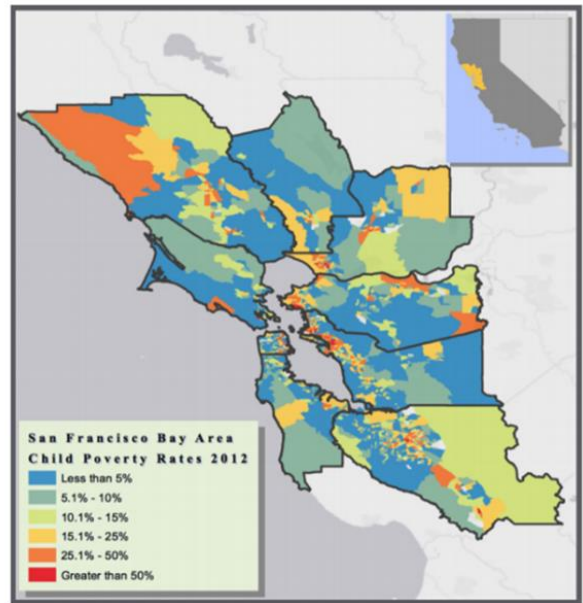 San Francisco Bay Area
Child Poverty Rates 2012
Less than 5%
5.1% - 10%
10.1% - 15%
15.1% - 25%
25.1% - 50%
Greater than 50%